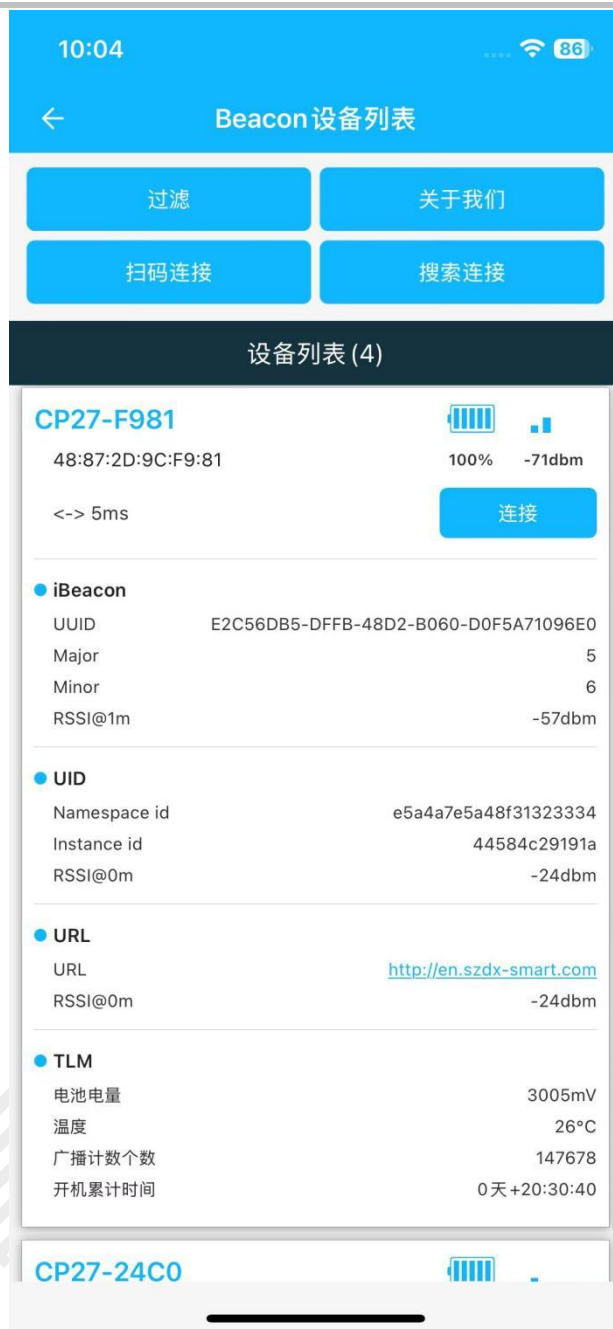 10:04 86
Beacon设备列表
过滤 关于我们
扫码连接 搜索连接
设备列表(4)
CP27-F981
48:87:2D:9C:F9:81 100% -71dbm
<-> 5ms 连接
iBeacon
UUID E2C56DB5-DFFB-48D2-B060-D0F5A71096E0
Major 5
Minor 6
RSSI@1m -57dbm
UID
Namespace id e5a4a7e5a48f31323334
Instance id 44584c29191a
RSSI@0m -24dbm
URL
URL http://en.szdx-smart.com
RSSI@0m -24dbm
TLM
电池电量 3005mV
温度 26°C
广播计数个数 147678
开机累计时间 0天+20:30:40
CP27-24C0